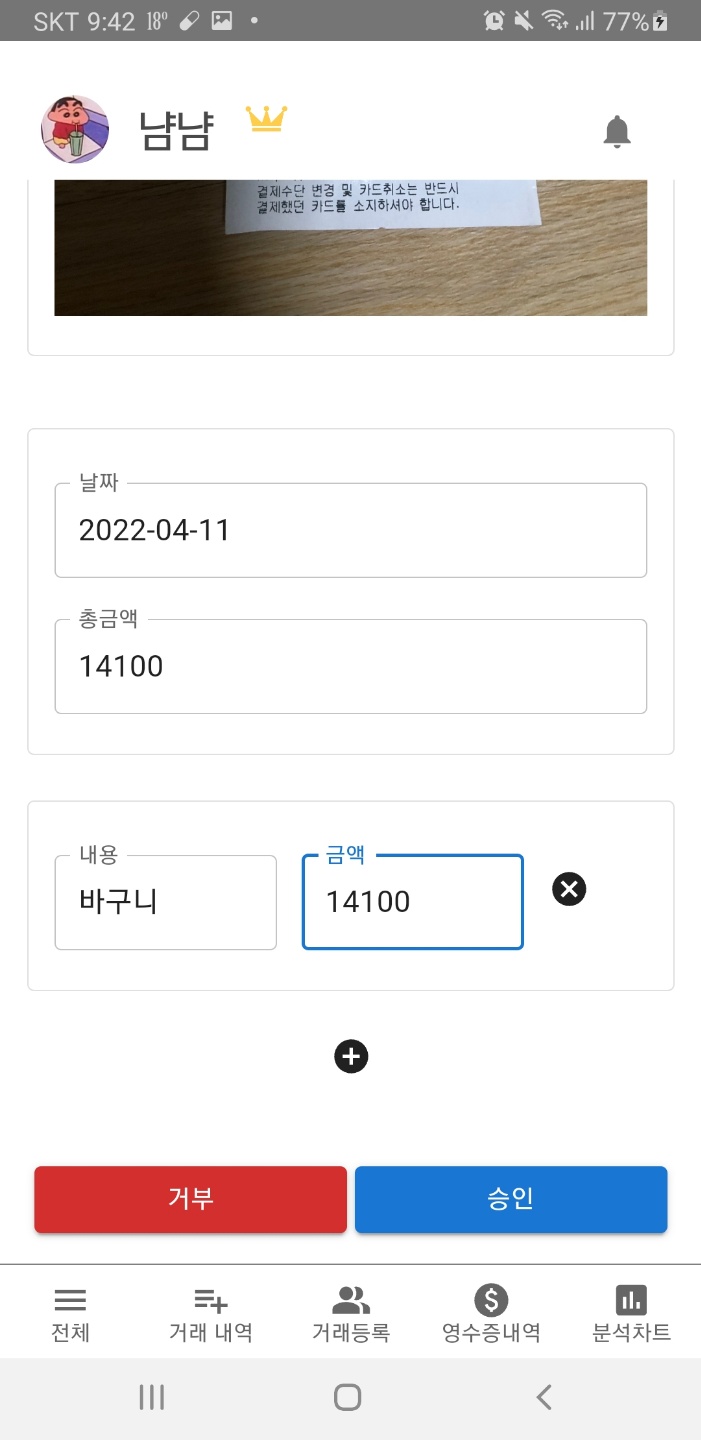 SKT 9:42 18° 77%
냠냠
결제수단 변경 및 카드취소는 반드시
결제했던 카드를 소지하셔야 합니다.
날짜
2022-04-11
총금액
14100
내용
바구니
금액
14100
거부
승인
전체
거래 내역
거래등록
영수증내역
분석차트